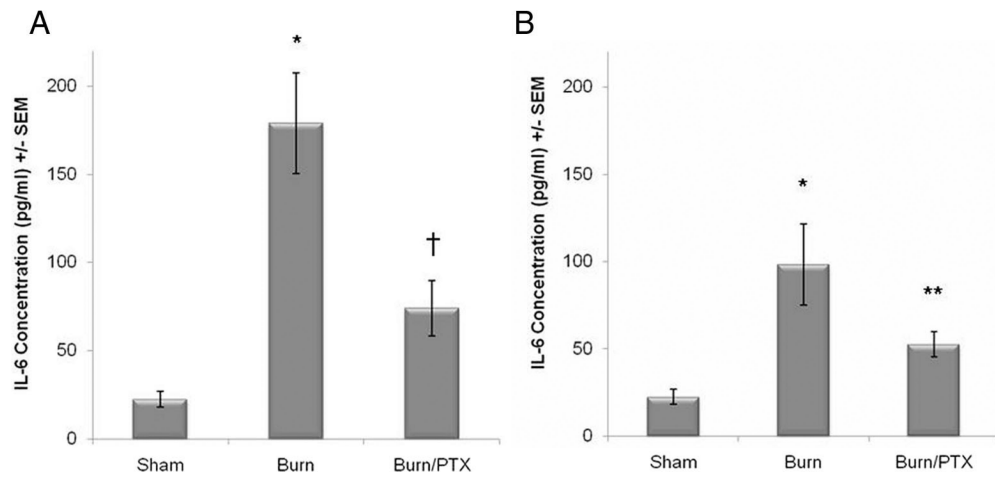 A
IL-6 Concentration (pg/ml) +/- SEM
200
150
100
50
0
*
†
Sham Burn Burn/PTX
B
IL-6 Concentration (pg/ml) +/- SEM
200
150
100
50
0
*
**
Sham Burn Burn/PTX